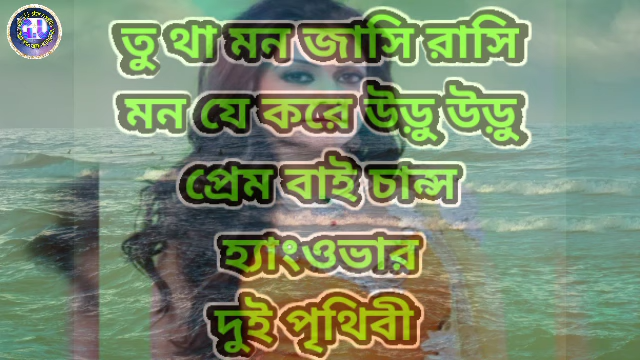 তু থা মন জাসি রাসি
মন যে করে উড়ু উড়ু
প্রেম বাই চান্স
হ্যাংওভার
দুই পৃথিবী